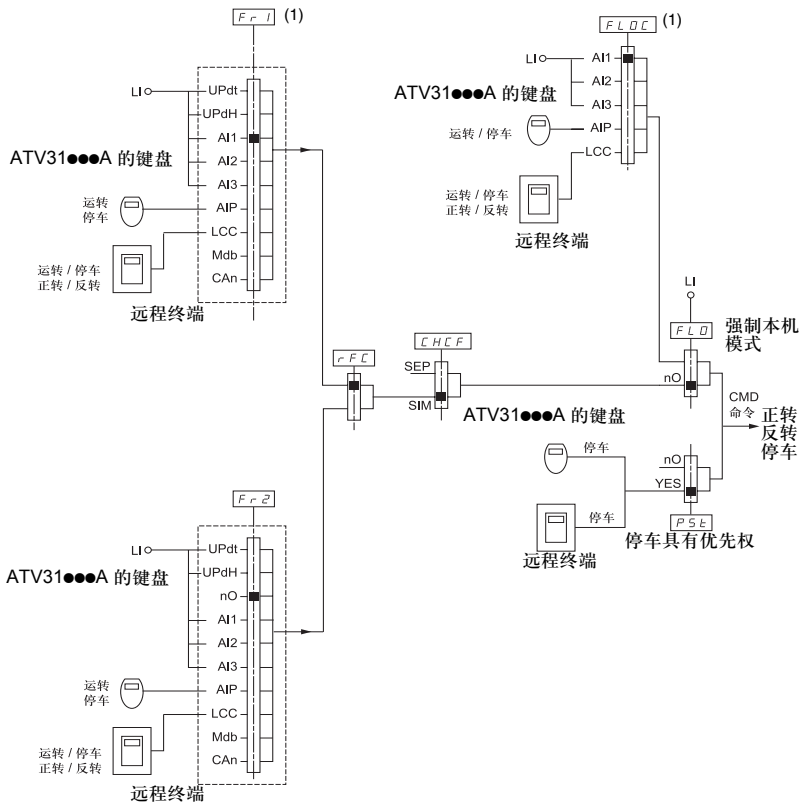 Fr1 (1)
LI
UPdt
UPdH
AI1
AI2
AI3
AIP
LCC
Mdb
CAn
ATV31●●●A 的键盘
运转
停车
运转 / 停车
正转 / 反转
远程终端
FLOC (1)
LI
AI1
AI2
AI3
AIP
LCC
ATV31●●●A 的键盘
运转 / 停车
运转 / 停车
正转 / 反转
远程终端
LI
FLO
强制本机
模式
nO
rFC
CHCF
SEP
SIM
ATV31●●●A 的键盘
CMD
命令
正转
反转
停车
停车
停车
nO
YES
PSt
停车具有优先权
远程终端
Fr2
LI
UPdt
UPdH
nO
AI1
AI2
AI3
AIP
LCC
Mdb
CAn
ATV31●●●A 的键盘
运转
停车
运转 / 停车
正转 / 反转
远程终端